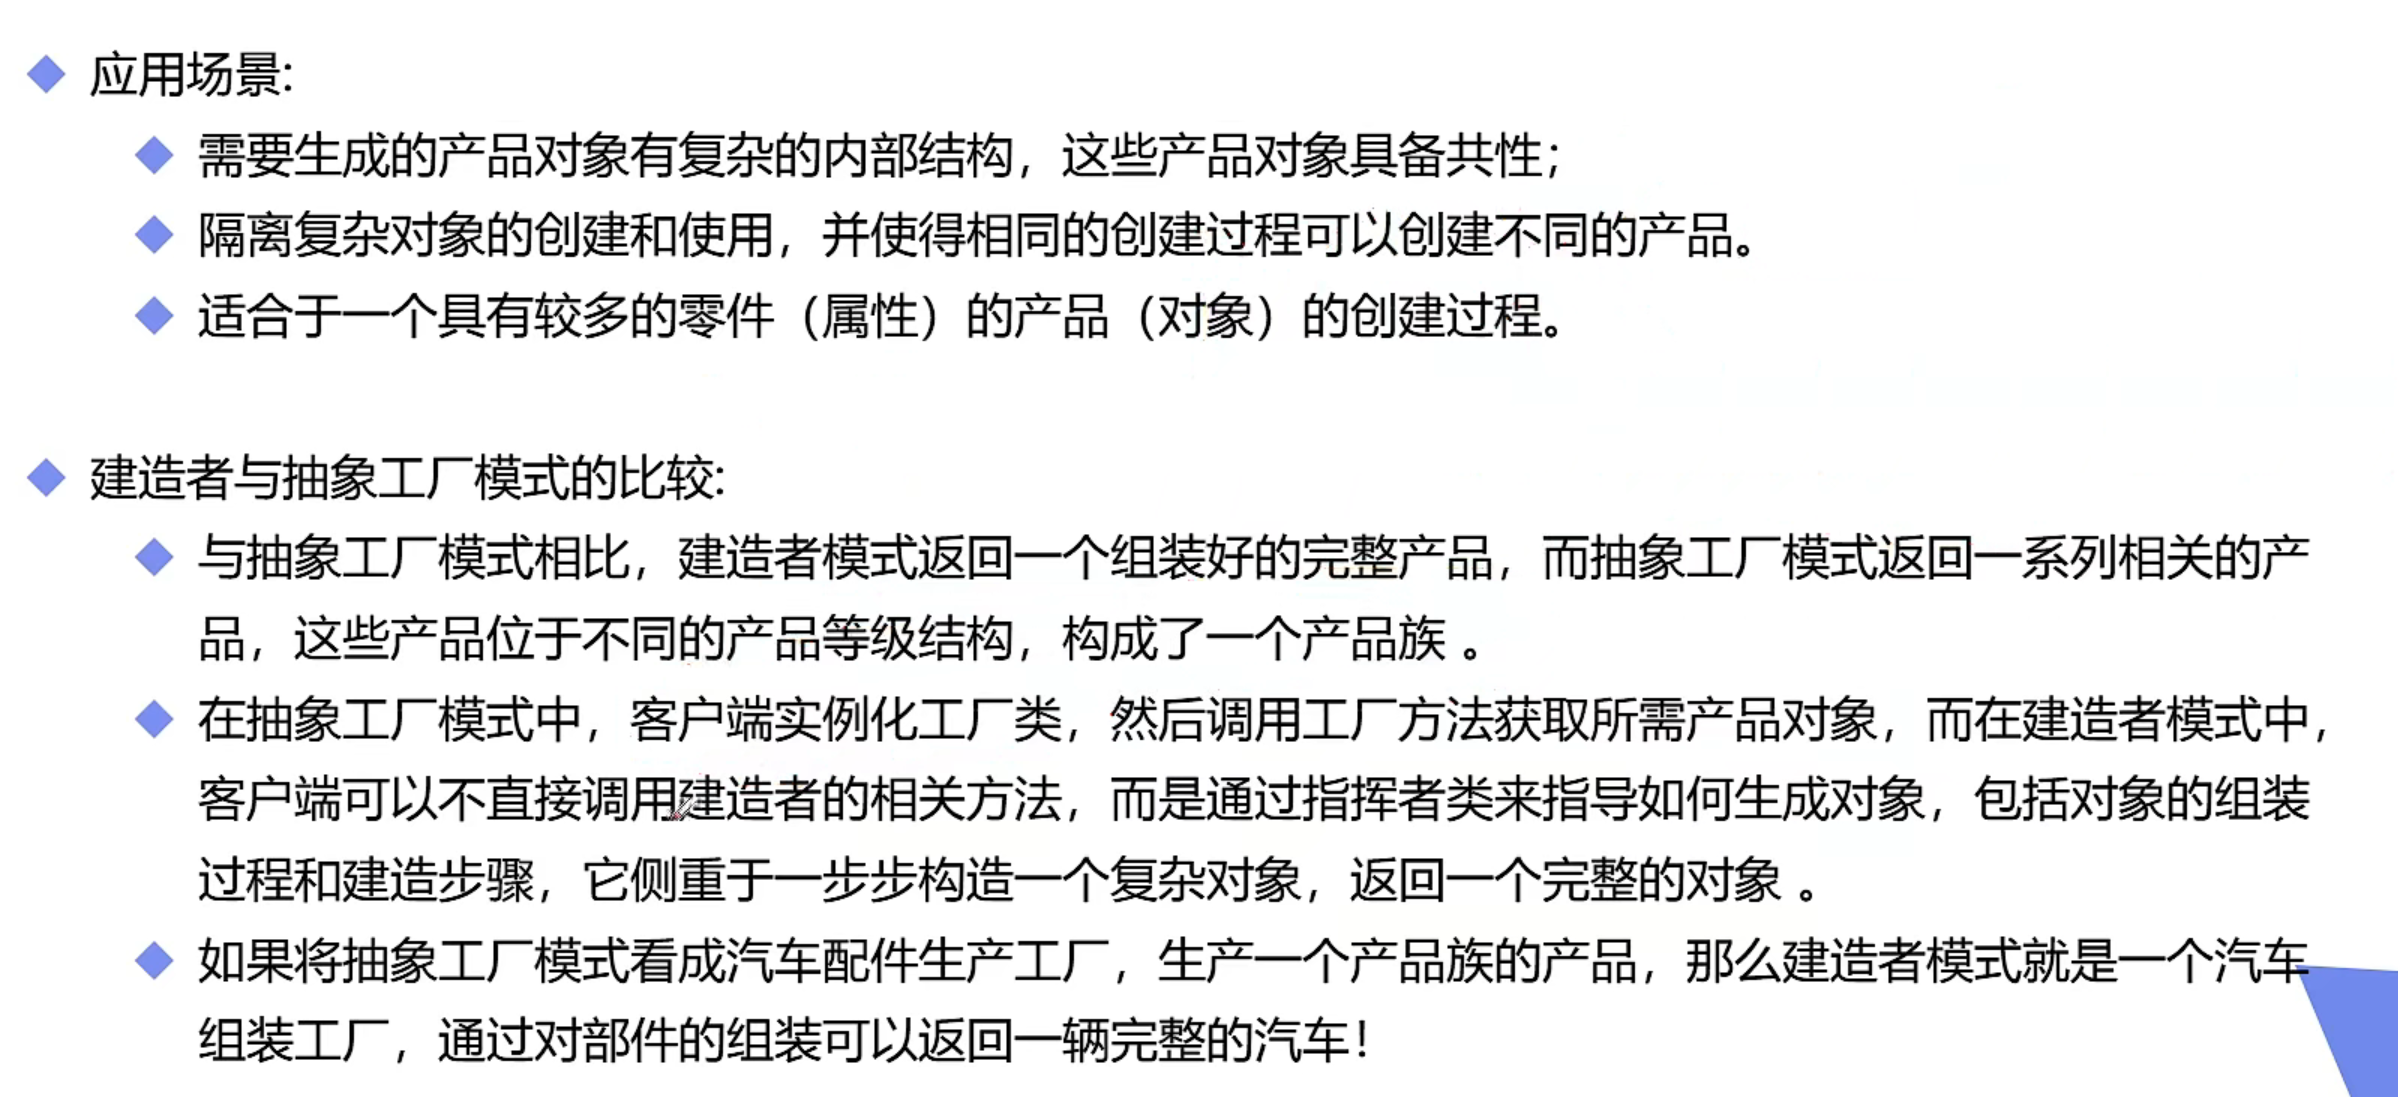 应用场景:
需要生成的产品对象有复杂的内部结构，这些产品对象具备共性；
隔离复杂对象的创建和使用，并使得相同的创建过程可以创建不同的产品。
适合于一个具有较多的零件（属性）的产品（对象）的创建过程。
建造者与抽象工厂模式的比较:
与抽象工厂模式相比，建造者模式返回一个组装好的完整产品，而抽象工厂模式返回一系列相关的产
品，这些产品位于不同的产品等级结构，构成了一个产品族 。
在抽象工厂模式中，客户端实例化工厂类，然后调用工厂方法获取所需产品对象，而在建造者模式中，
客户端可以不直接调用建造者的相关方法，而是通过指挥者类来指导如何生成对象，包括对象的组装
过程和建造步骤，它侧重于一步步构造一个复杂对象，返回一个完整的对象 。
如果将抽象工厂模式看成汽车配件生产工厂，生产一个产品族的产品，那么建造者模式就是一个汽车
组装工厂，通过对部件的组装可以返回一辆完整的汽车！